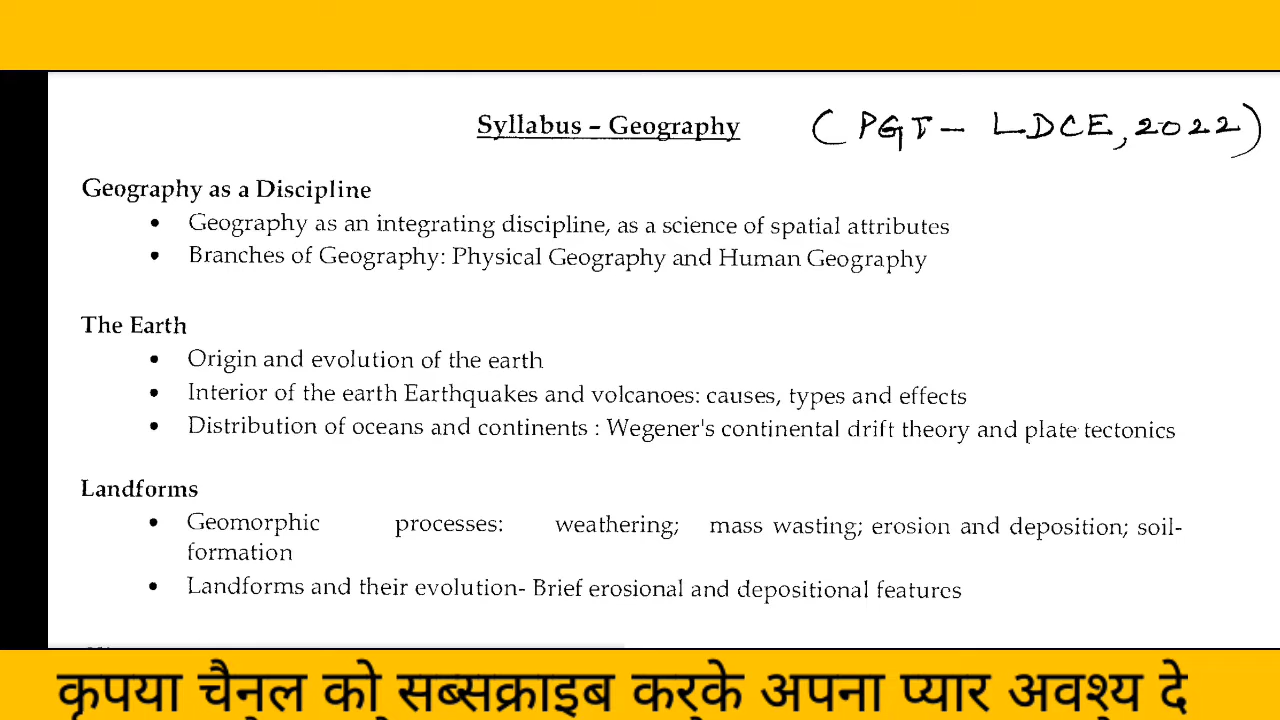 Syllabus – Geography (PGT – LDCE, 2022)
Geography as a Discipline
• Geography as an integrating discipline, as a science of spatial attributes
• Branches of Geography: Physical Geography and Human Geography
The Earth
• Origin and evolution of the earth
• Interior of the earth Earthquakes and volcanoes: causes, types and effects
• Distribution of oceans and continents : Wegener's continental drift theory and plate tectonics
Landforms
• Geomorphic processes: weathering; mass wasting; erosion and deposition; soil-
formation
• Landforms and their evolution- Brief erosional and depositional features
कृपया चैनल को सब्सक्राइब करके अपना प्यार अवश्य दे